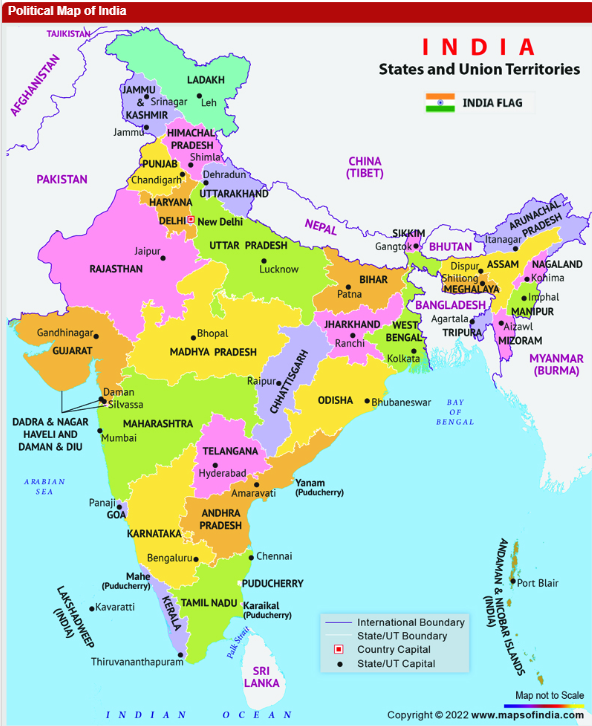 Political Map of India
TAJIKISTAN
AFGHANISTAN
INDIA
States and Union Territories
INDIA FLAG
LADAKH
Leh
JAMMU
&
KASHMIR
Srinagar
Jammu
HIMACHAL
PRADESH
Shimla
PUNJAB
Chandigarh
Dehradun
UTTARAKHAND
CHINA
(TIBET)
PAKISTAN
HARYANA
DELHI
New Delhi
NEPAL
SIKKIM
Gangtok
BHUTAN
ARUNACHAL
PRADESH
Itanagar
UTTAR PRADESH
Lucknow
Jaipur
RAJASTHAN
BIHAR
Patna
Dispur
ASSAM
Shillong
MEGHALAYA
NAGALAND
Kohima
Imphal
MANIPUR
BANGLADESH
Agartala
TRIPURA
Aizawl
MIZORAM
MYANMAR
(BURMA)
Gandhinagar
GUJARAT
Bhopal
MADHYA PRADESH
JHARKHAND
Ranchi
WEST
BENGAL
Kolkata
Raipur
CHHATTISGARH
ODISHA
Bhubaneswar
BAY
OF
BENGAL
Daman
Silvassa
DADRA & NAGAR
HAVELI AND
DAMAN & DIU
MAHARASHTRA
Mumbai
ARABIAN
SEA
TELANGANA
Hyderabad
Amaravati
Yanam
(Puducherry)
Panaji
GOA
ANDHRA
PRADESH
KARNATAKA
Bengaluru
Chennai
Mahe
(Puducherry)
PUDUCHERRY
KERALA
TAMIL NADU
Karaikal
(Puducherry)
LAKSHADWEEP
(INDIA)
Kavaratti
Thiruvananthapuram
Palk Strait
SRI
LANKA
ANDAMAN & NICOBAR ISLANDS
(INDIA)
Port Blair
International Boundary
State/UT Boundary
Country Capital
State/UT Capital
Map not to Scale
INDIAN OCEAN
Copyright © 2022 www.mapsofindia.com